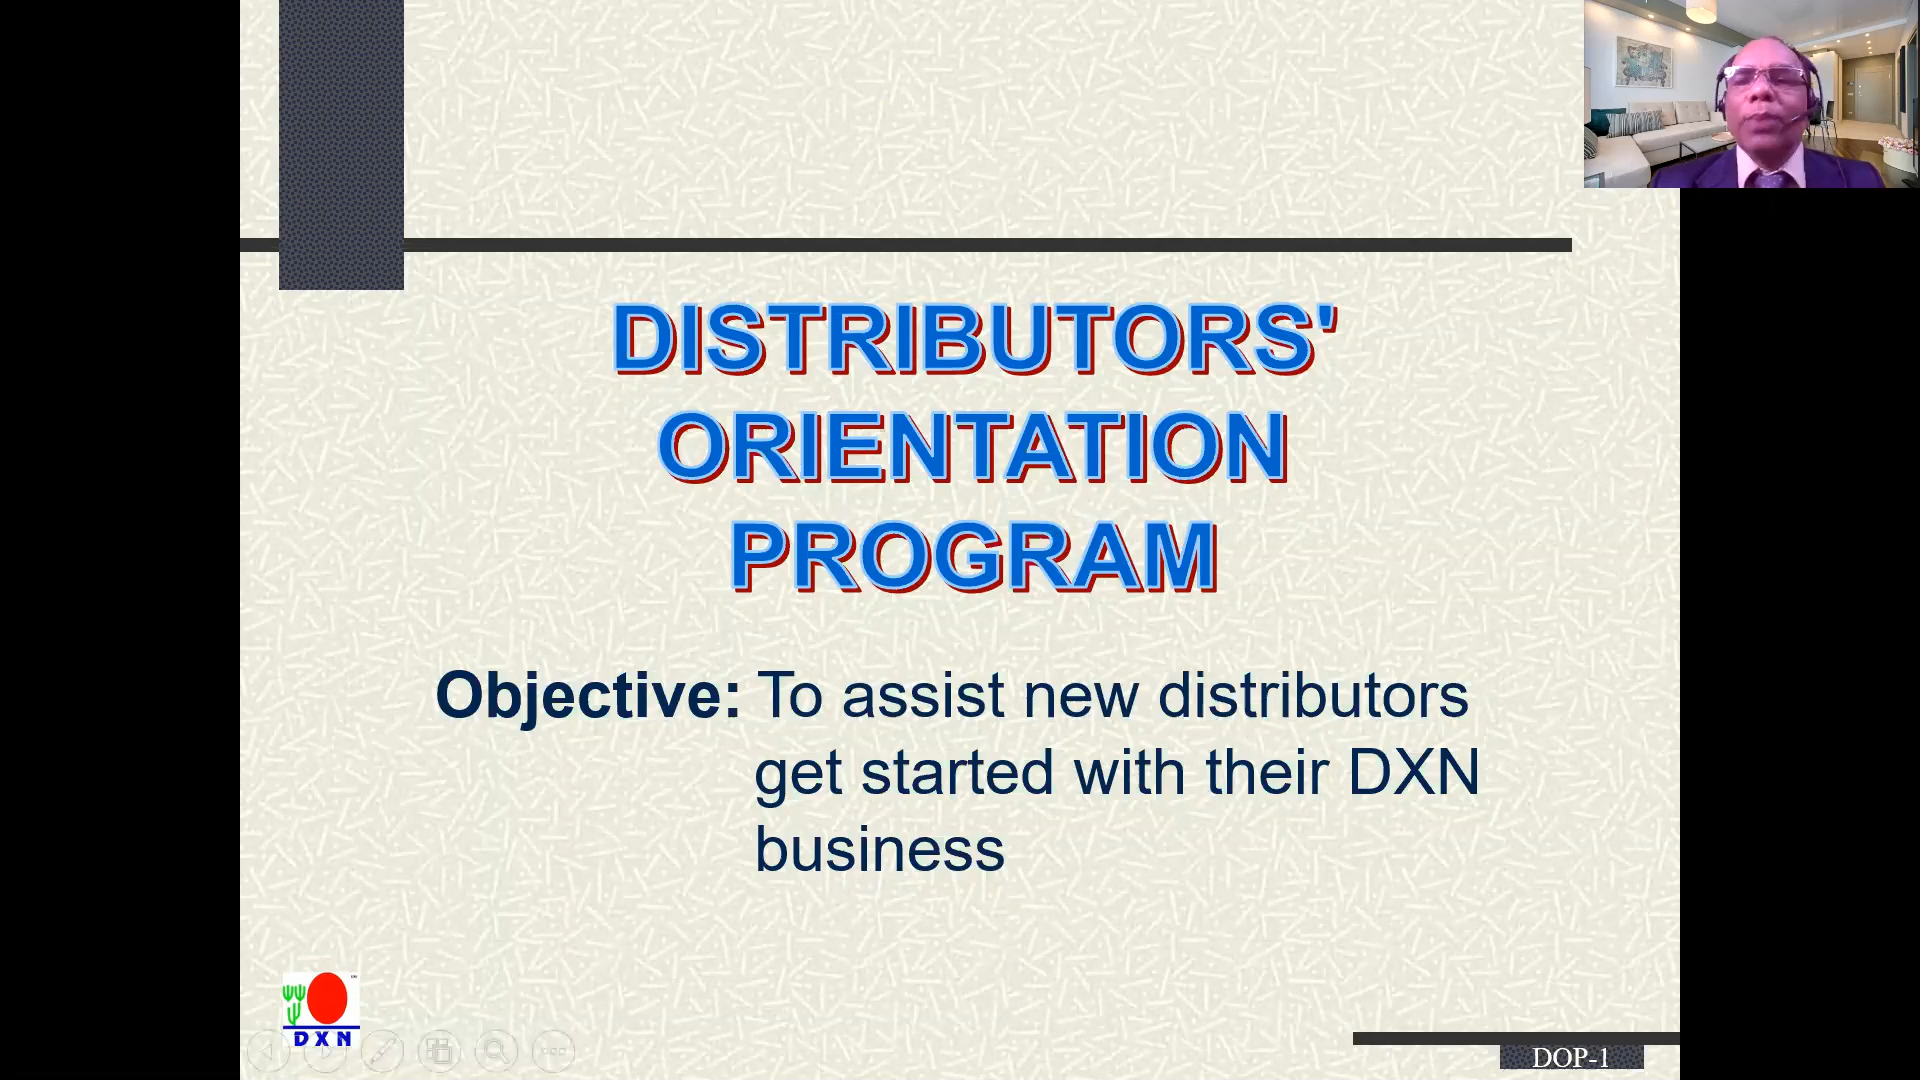 DISTRIBUTORS'
ORIENTATION
PROGRAM
Objective: To assist new distributors
get started with their DXN
business
DXN
DOP-1